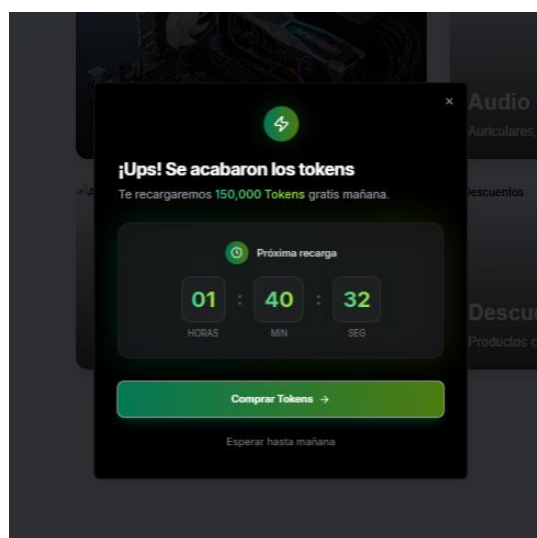 ×
Audio
Auriculares,
¡Ups! Se acabaron los tokens
Te recargaremos 150,000 Tokens gratis mañana.
Próxima recarga
01 : 40 : 32
HORAS MIN SEG
Descuentos
Descu
Productos c
Comprar Tokens →
Esperar hasta mañana